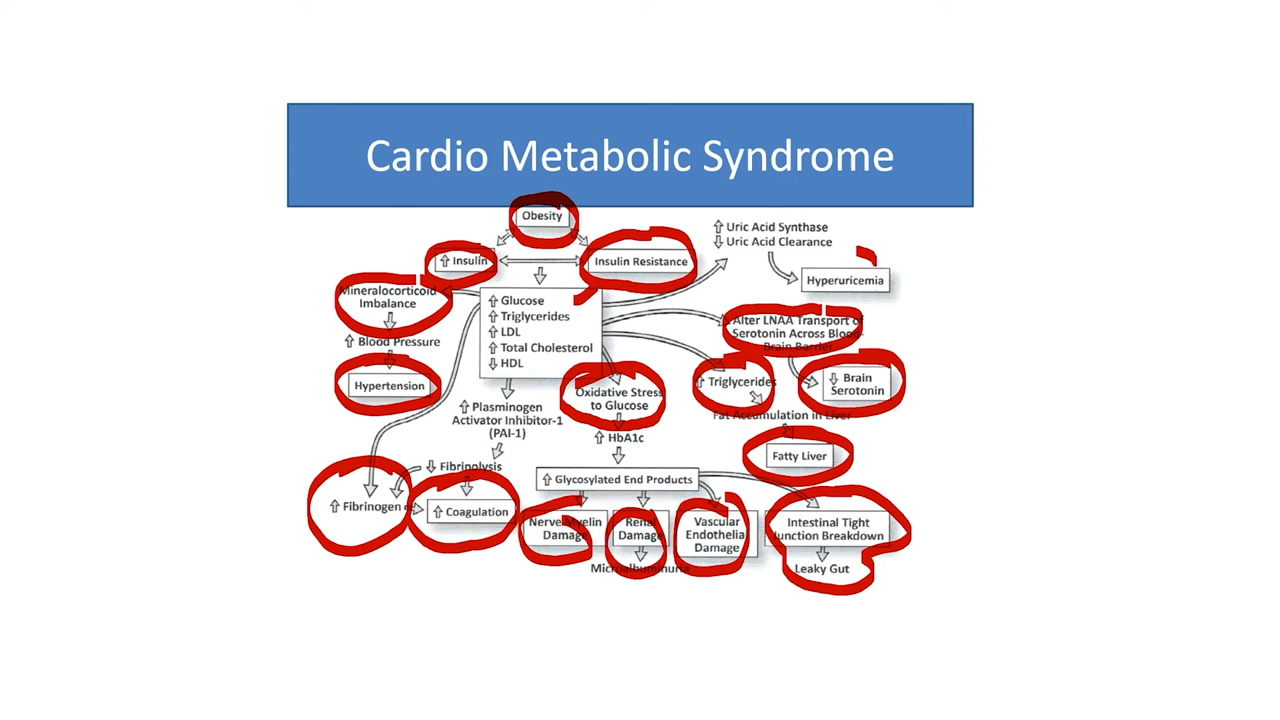 Cardio Metabolic Syndrome
Obesity
⇧ Insulin
Insulin Resistance
⇧ Uric Acid Synthase
⇩ Uric Acid Clearance
Hyperuricemia
Mineralocorticoid
Imbalance
⇧ Blood Pressure
Hypertension
⇧ Glucose
⇧ Triglycerides
⇧ LDL
⇧ Total Cholesterol
⇩ HDL
Alter LNAA Transport of
Serotonin Across Blood-
Brain Barrier
⇧ Triglycerides
⇩ Brain
Serotonin
Oxidative Stress
to Glucose
⇧ Plasminogen
Activator Inhibitor-1
(PAI-1)
Fat Accumulation in Liver
⇧ HbA1c
Fatty Liver
⇩ Fibrinolysis
⇧ Glycosylated End Products
⇧ Fibrinogen
⇧ Coagulation
Nerve Myelin
Damage
Renal
Damage
Vascular
Endothelial
Damage
Intestinal Tight
Junction Breakdown
Microalbuminuria
Leaky Gut